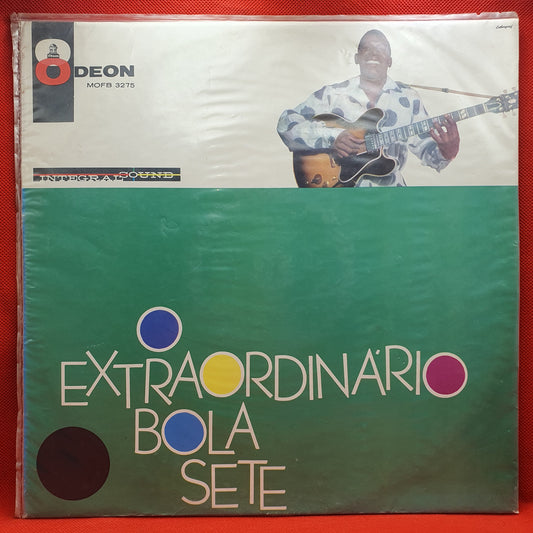 ODEON
MOFB 3275
INTEGRAL SOUND
O
EXTRAORDINÁRIO
BOLA
SETE